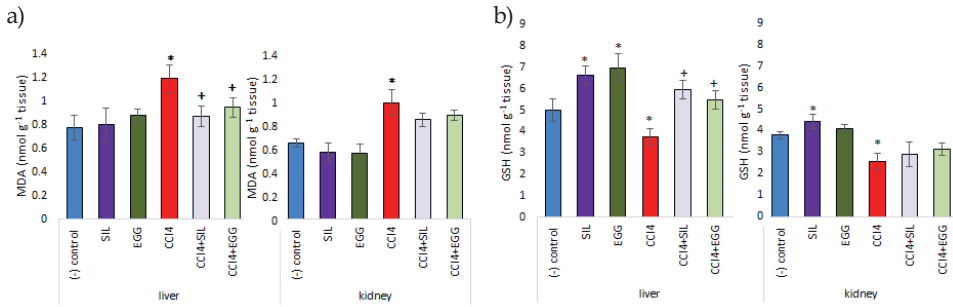 a)
MDA (nmol g⁻¹ tissue)
1.4
1.2
1
0.8
0.6
0.4
0.2
0
*
+
+
(-) control
SIL
EGG
CCl4
CCl4+SIL
CCl4+EGG
liver
MDA (nmol g⁻¹ tissue)
1.4
1.2
1
0.8
0.6
0.4
0.2
0
*
(-) control
SIL
EGG
CCl4
CCl4+SIL
CCl4+EGG
kidney
b)
GSH (nmol g⁻¹ tissue)
9
8
7
6
5
4
3
2
1
0
*
*
*
+
+
(-) control
SIL
EGG
CCl4
CCl4+SIL
CCl4+EGG
liver
GSH (nmol g⁻¹ tissue)
9
8
7
6
5
4
3
2
1
0
*
*
(-) control
SIL
EGG
CCl4
CCl4+SIL
CCl4+EGG
kidney